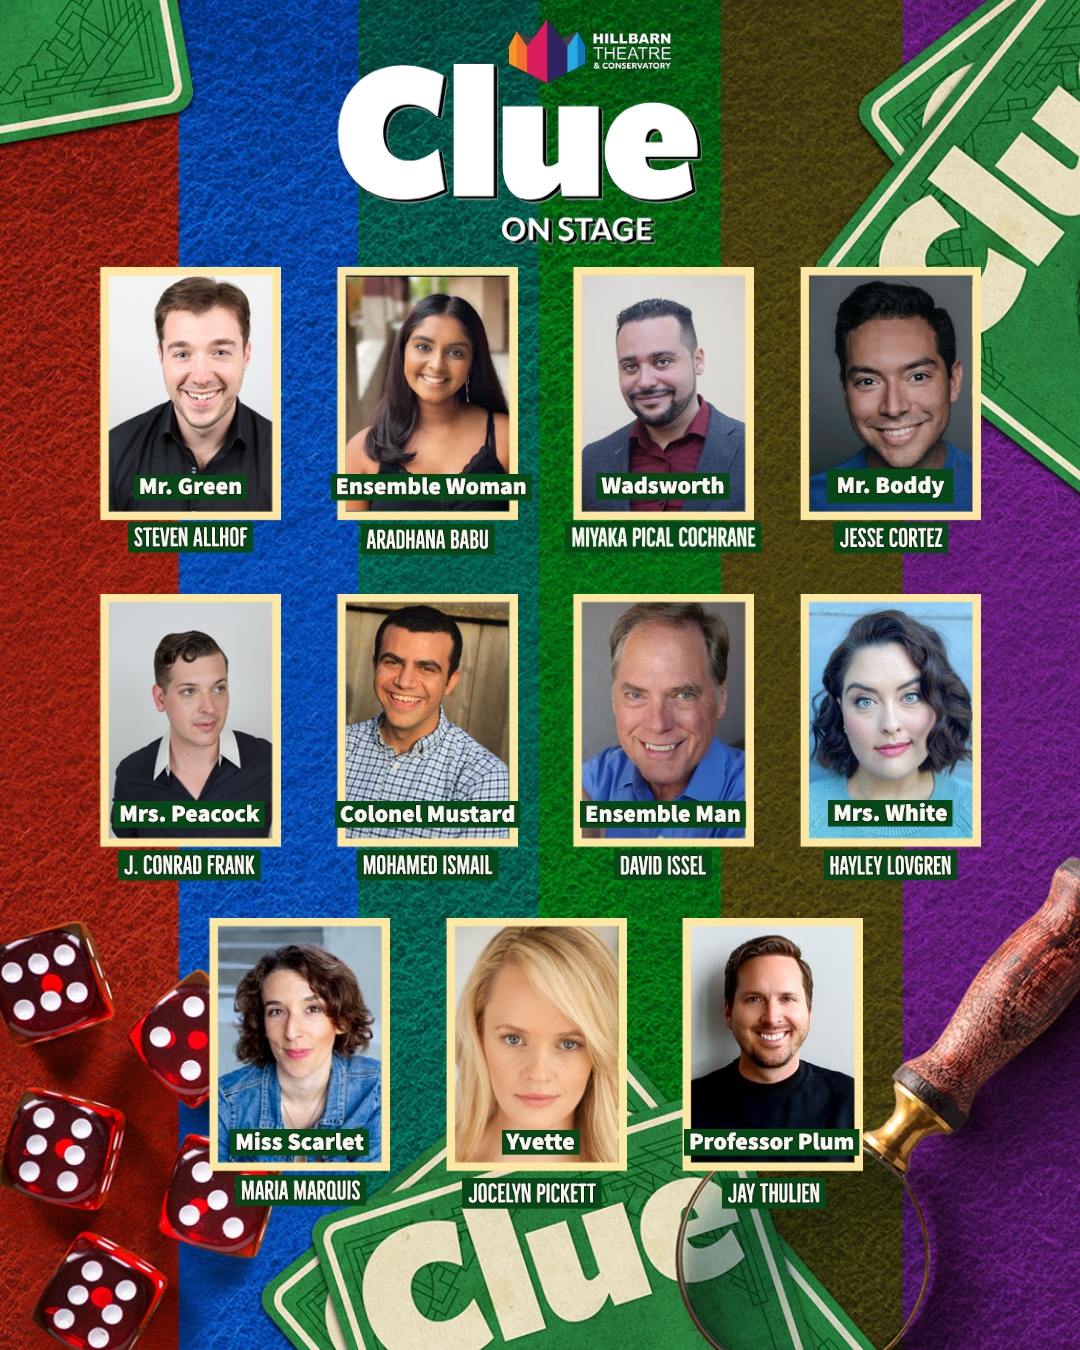 HILLBARN
THEATRE
& CONSERVATORY
Clue
ON STAGE
Clu
Mr. Green
Ensemble Woman
Wadsworth
Mr. Boddy
STEVEN ALLHOF
ARADHANA BABU
MIYAKA PICAL COCHRANE
JESSE CORTEZ
Mrs. Peacock
Colonel Mustard
Ensemble Man
Mrs. White
J. CONRAD FRANK
MOHAMED ISMAIL
DAVID ISSEL
HAYLEY LOVGREN
Miss Scarlet
Yvette
Professor Plum
MARIA MARQUIS
JOCELYN PICKETT
JAY THULIEN
Clue